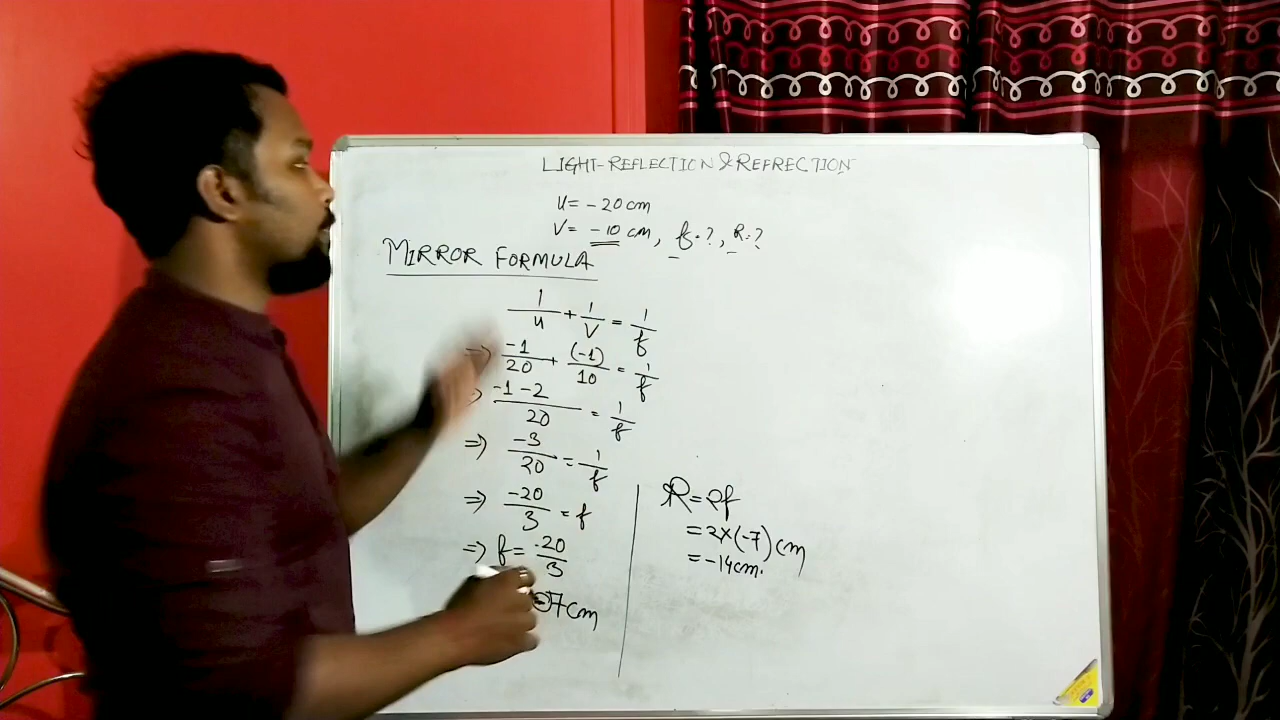 LIGHT-REFLECTION & REFRECTION
u= -20 cm
v= -10 cm, f=?, R=?
MIRROR FORMULA
1/u + 1/v = 1/f
=> -1/20 + (-1)/10 = 1/f
=> -1-2/20 = 1/f
=> -3/20 = 1/f
=> -20/3 = f
=> f = -20/3
-7cm
R = 2f
= 2×(-7) cm
= -14cm.